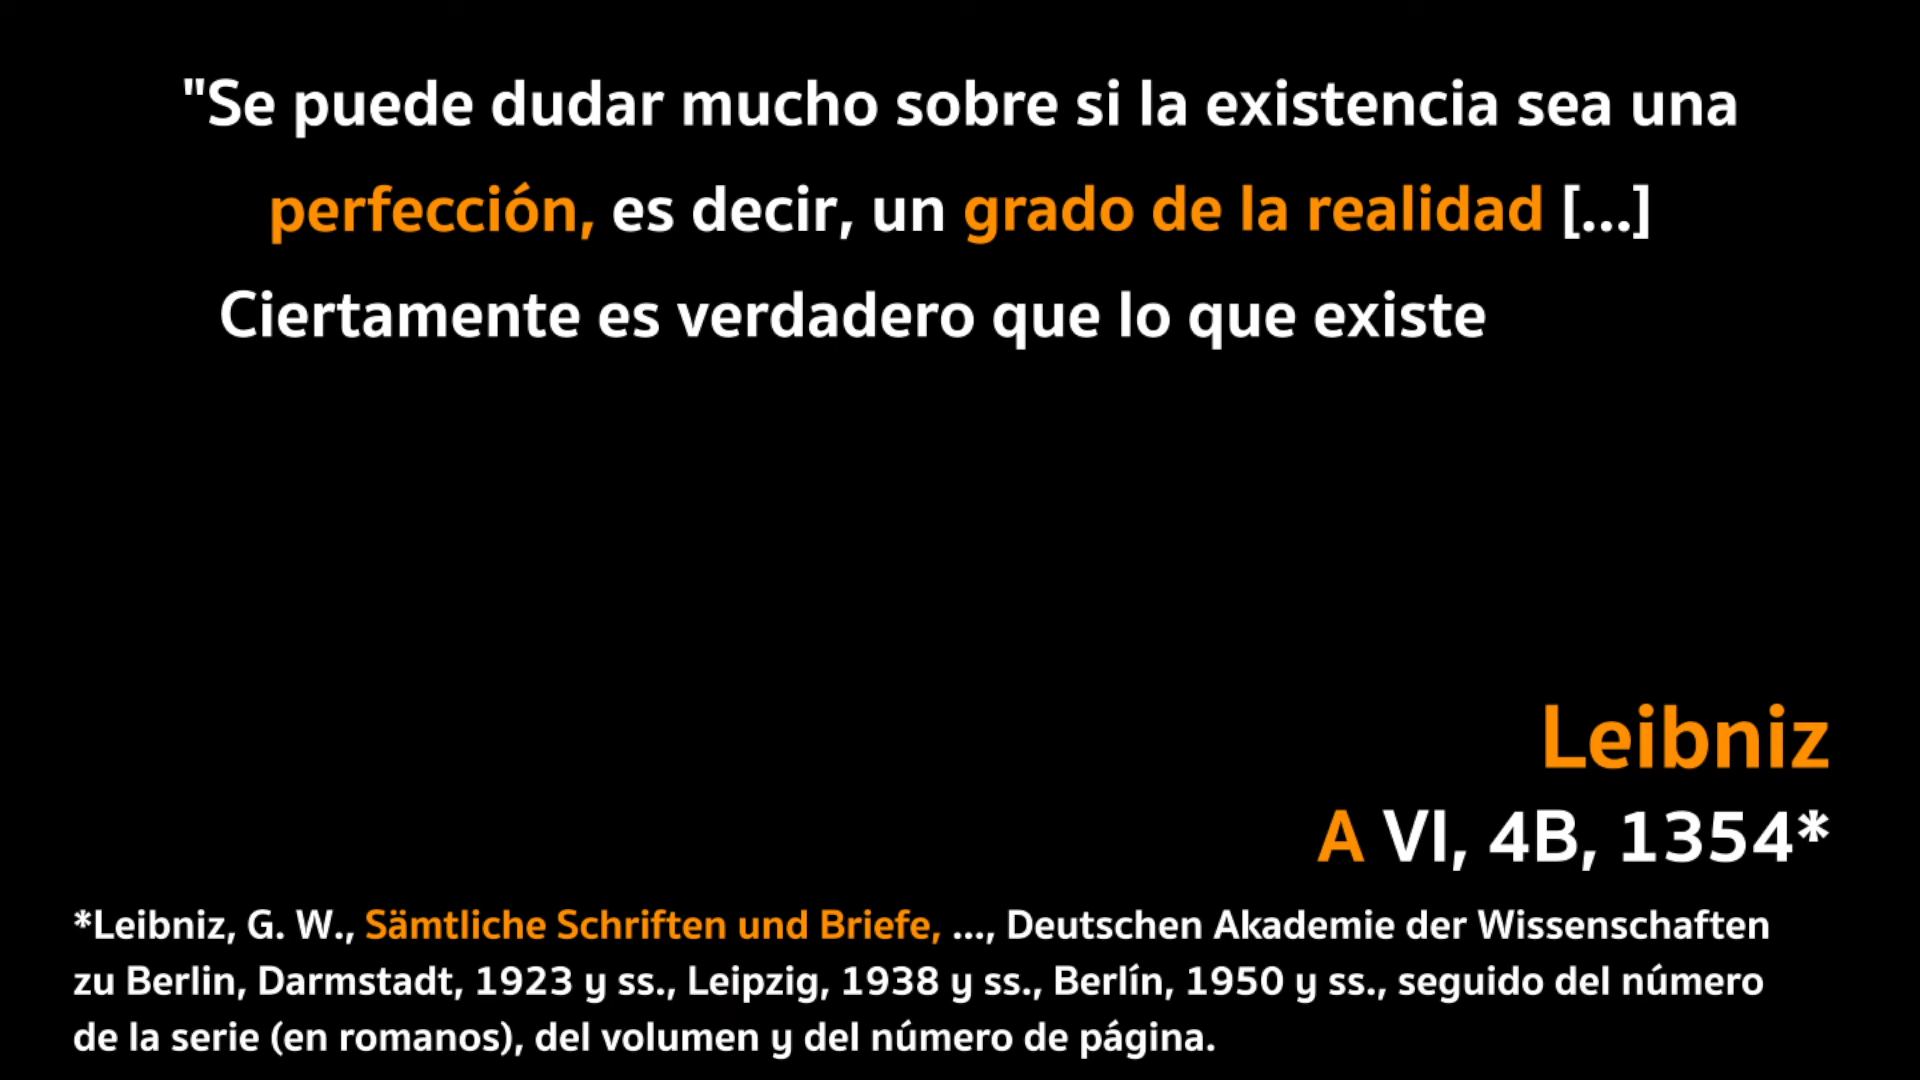 "Se puede dudar mucho sobre si la existencia sea una
perfección, es decir, un grado de la realidad [...]
Ciertamente es verdadero que lo que existe
Leibniz
A VI, 4B, 1354*
*Leibniz, G. W., Sämtliche Schriften und Briefe, ..., Deutschen Akademie der Wissenschaften
zu Berlin, Darmstadt, 1923 y ss., Leipzig, 1938 y ss., Berlín, 1950 y ss., seguido del número
de la serie (en romanos), del volumen y del número de página.